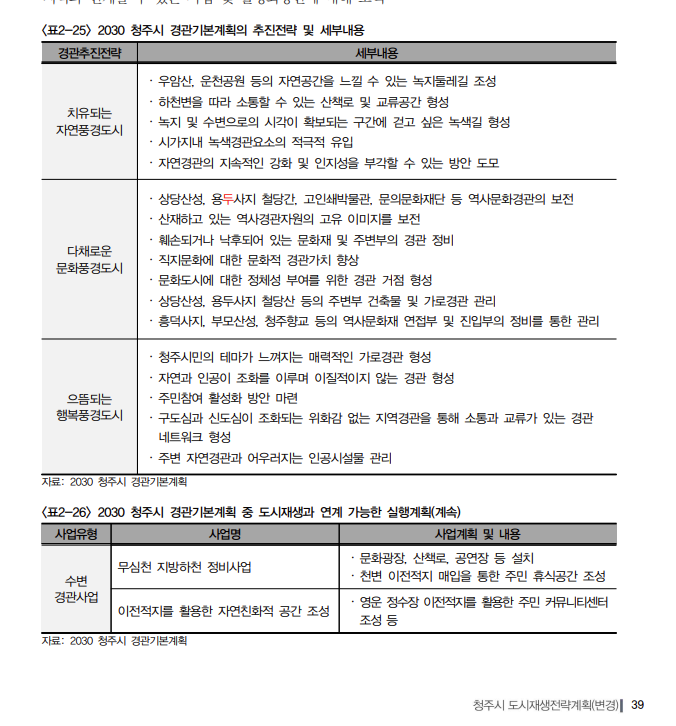 <표2-25> 2030 청주시 경관기본계획의 추진전략 및 세부내용
경관추진전략
세부내용
치유되는
자연풍경도시
· 우암산, 운천공원 등의 자연공간을 느낄 수 있는 녹지둘레길 조성
· 하천변을 따라 소통할 수 있는 산책로 및 교류공간 형성
· 녹지 및 수변으로의 시각이 확보되는 구간에 걷고 싶은 녹색길 형성
· 시가지내 녹색경관요소의 적극적 유입
· 자연경관의 지속적인 강화 및 인지성을 부각할 수 있는 방안 도모
다채로운
문화풍경도시
· 상당산성, 용두사지 철당간, 고인쇄박물관, 문의문화재단 등 역사문화경관의 보전
· 산재하고 있는 역사경관자원의 고유 이미지를 보전
· 훼손되거나 낙후되어 있는 문화재 및 주변부의 경관 정비
· 직지문화에 대한 문화적 경관가치 향상
· 문화도시에 대한 정체성 부여를 위한 경관 거점 형성
· 상당산성, 용두사지 철당산 등의 주변부 건축물 및 가로경관 관리
· 흥덕사지, 부모산성, 청주향교 등의 역사문화재 연접부 및 진입부의 정비를 통한 관리
으뜸되는
행복풍경도시
· 청주시민의 테마가 느껴지는 매력적인 가로경관 형성
· 자연과 인공이 조화를 이루며 이질적이지 않는 경관 형성
· 주민참여 활성화 방안 마련
· 구도심과 신도심이 조화되는 위화감 없는 지역경관을 통해 소통과 교류가 있는 경관
네트워크 형성
· 주변 자연경관과 어우러지는 인공시설물 관리
자료: 2030 청주시 경관기본계획
<표2-26> 2030 청주시 경관기본계획 중 도시재생과 연계 가능한 실행계획(계속)
사업유형
사업명
사업계획 및 내용
수변
경관사업
무심천 지방하천 정비사업
· 문화광장, 산책로, 공연장 등 설치
· 천변 이전적지 매입을 통한 주민 휴식공간 조성
이전적지를 활용한 자연친화적 공간 조성
· 영운 정수장 이전적지를 활용한 주민 커뮤니티센터
조성 등
자료: 2030 청주시 경관기본계획
청주시 도시재생전략계획(변경) 39